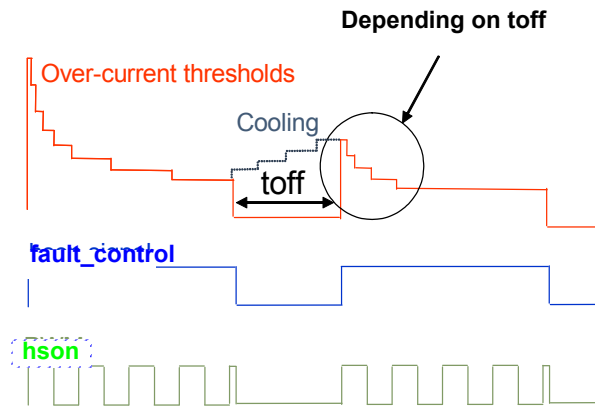 Depending on toff
Over-current thresholds
Cooling
toff
fault_control
hson